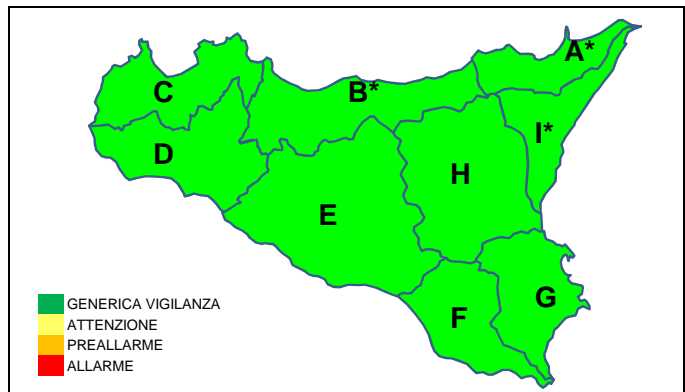 A*
C
B*
I*
D
H
E
G
F
GENERICA VIGILANZA
ATTENZIONE
PREALLARME
ALLARME